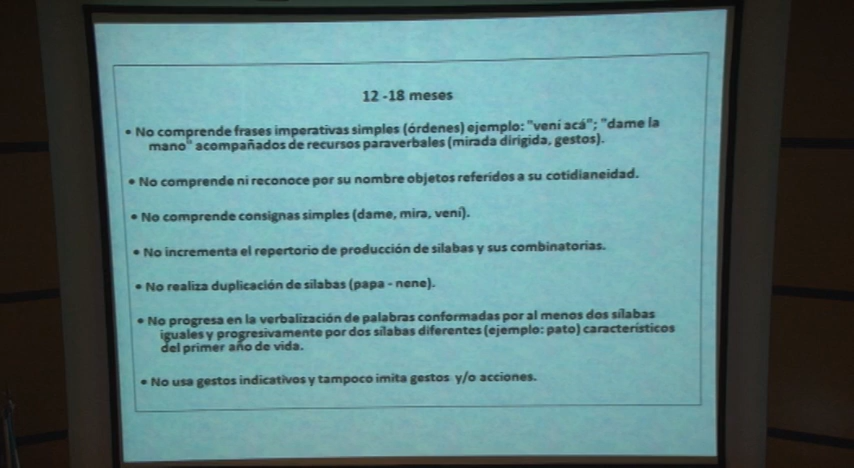 12 -18 meses
• No comprende frases imperativas simples (órdenes) ejemplo: "vení acá"; "dame la
mano" acompañados de recursos paraverbales (mirada dirigida, gestos).
• No comprende ni reconoce por su nombre objetos referidos a su cotidianeidad.
• No comprende consignas simples (dame, mira, vení).
• No incrementa el repertorio de producción de silabas y sus combinatorias.
• No realiza duplicación de silabas (papa - nene).
• No progresa en la verbalización de palabras conformadas por al menos dos sílabas
iguales y progresivamente por dos sílabas diferentes (ejemplo: pato) característicos
del primer año de vida.
• No usa gestos indicativos y tampoco imita gestos y/o acciones.